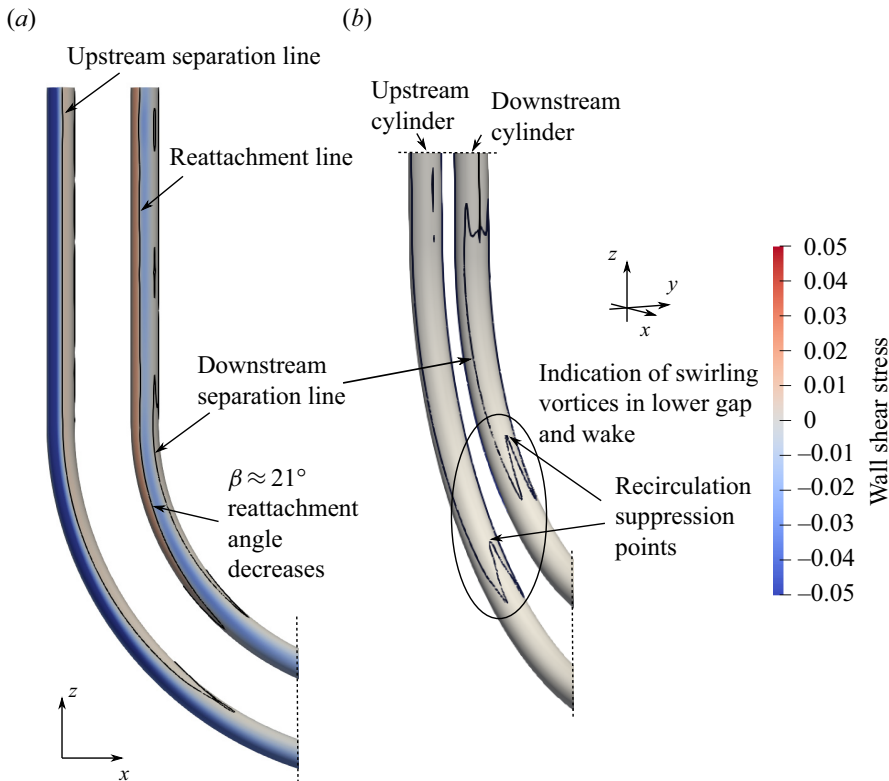 (a)
Upstream separation line
Reattachment line
Downstream
separation line
β ≈ 21°
reattachment
angle
decreases
z
x
(b)
Upstream
cylinder
Downstream
cylinder
z
y
x
Indication of swirling
vortices in lower gap
and wake
Recirculation
suppression
points
0.05
0.04
0.03
0.02
0.01
0
−0.01
−0.02
−0.03
−0.04
−0.05
Wall shear stress